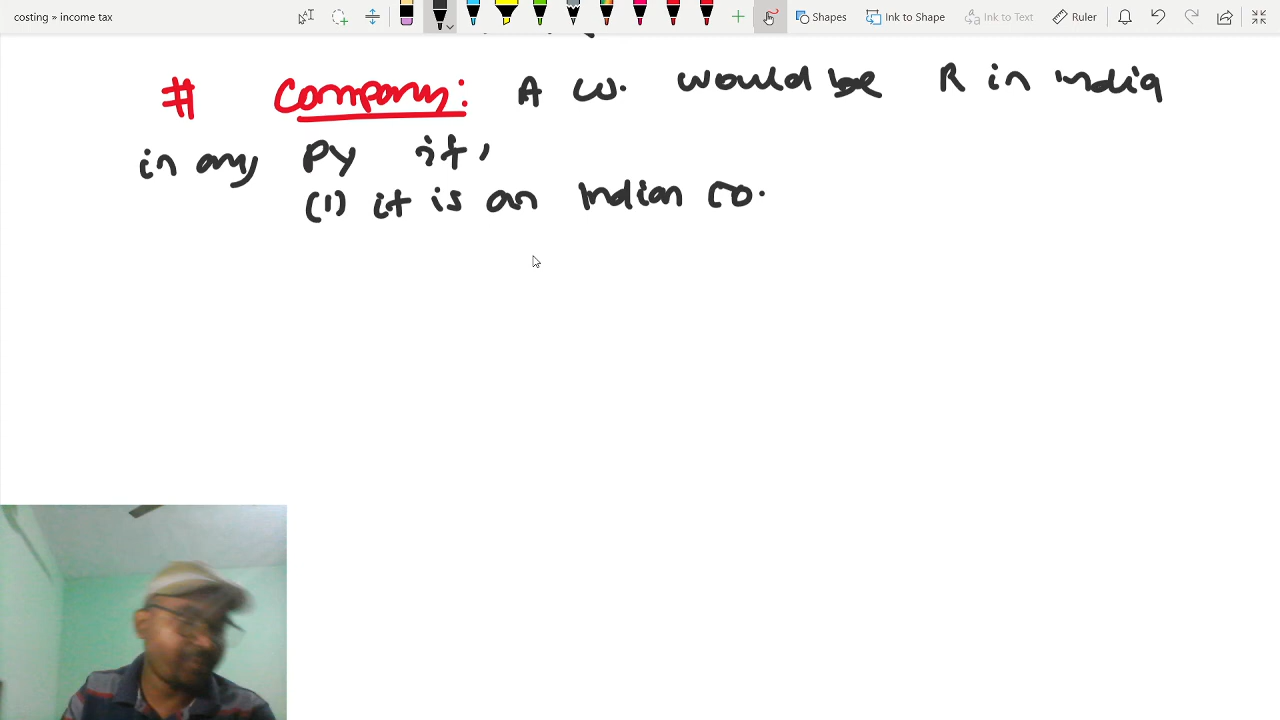 costing » income tax
Shapes
Ink to Shape
Ink to Text
Ruler
# Company: A co. would be R in India
in any PY if,
(1) it is an Indian co.